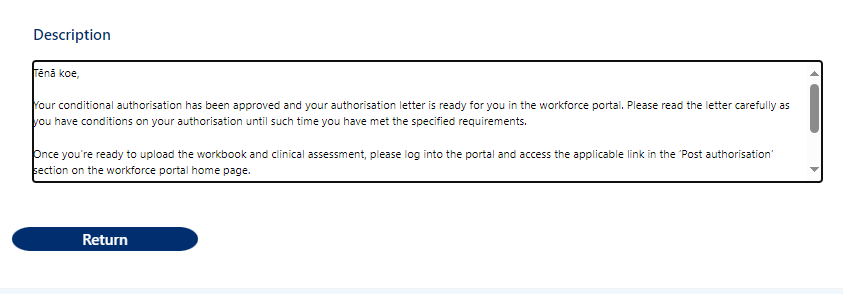 Description
Tēnā koe,
Your conditional authorisation has been approved and your authorisation letter is ready for you in the workforce portal. Please read the letter carefully as
you have conditions on your authorisation until such time you have met the specified requirements.
Once you're ready to upload the workbook and clinical assessment, please log into the portal and access the applicable link in the 'Post authorisation'
section on the workforce portal home page.
Return